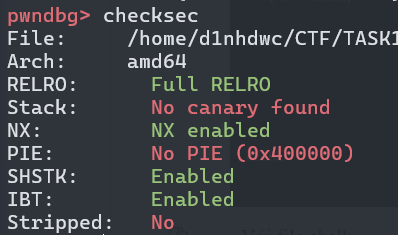 pwndbg> checksec
File:     /home/d1nhdwc/CTF/TASK1
Arch:     amd64
RELRO:      Full RELRO
Stack:      No canary found
NX:         NX enabled
PIE:        No PIE (0x400000)
SHSTK:      Enabled
IBT:        Enabled
Stripped:   No